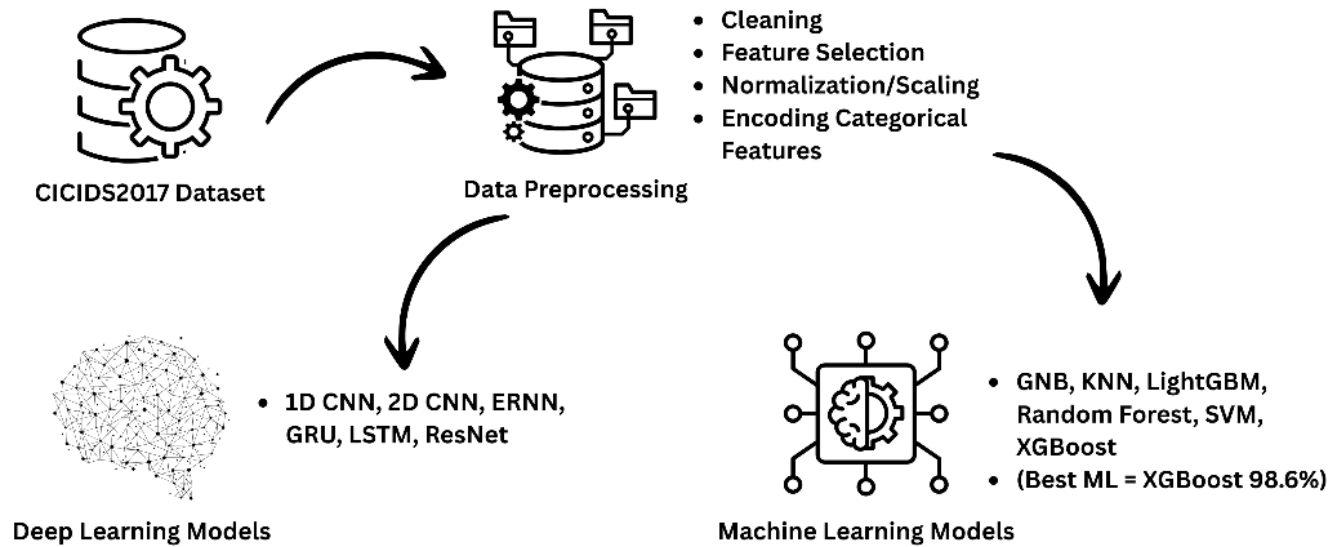 CICIDS2017 Dataset
Data Preprocessing
• Cleaning
• Feature Selection
• Normalization/Scaling
• Encoding Categorical
Features
• 1D CNN, 2D CNN, ERNN,
GRU, LSTM, ResNet
Deep Learning Models
• GNB, KNN, LightGBM,
Random Forest, SVM,
XGBoost
• (Best ML = XGBoost 98.6%)
Machine Learning Models